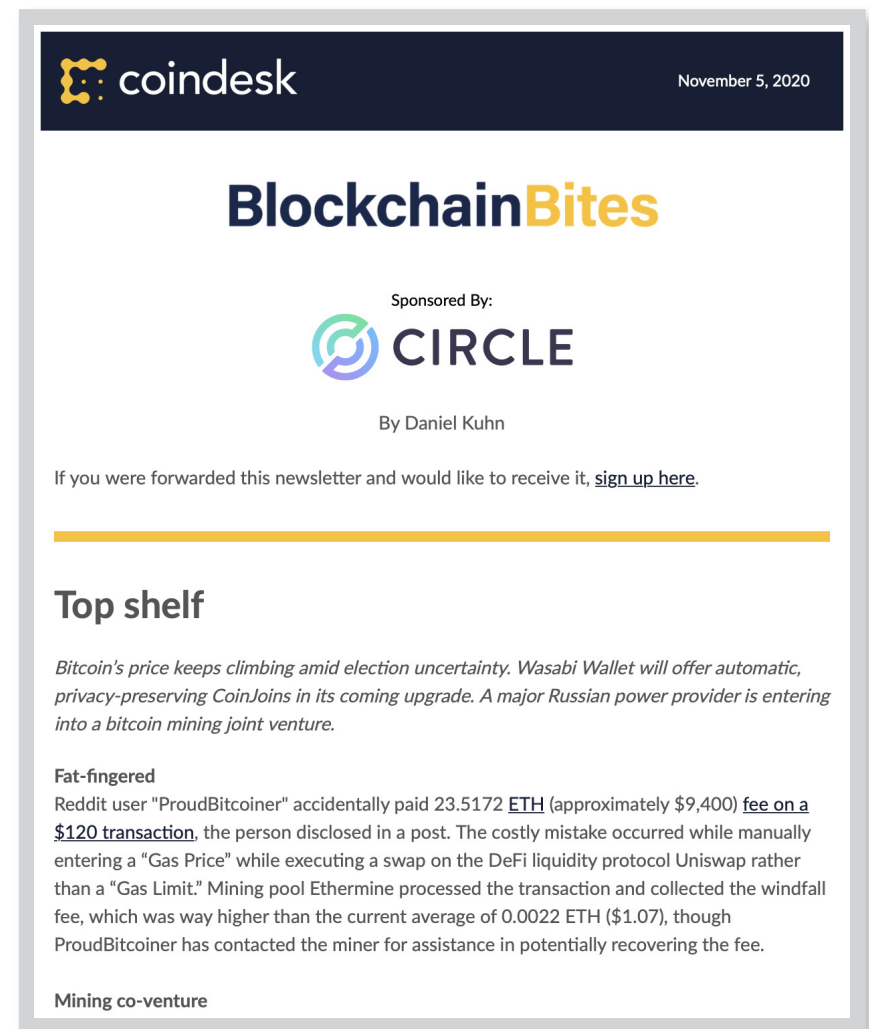 coindesk
November 5, 2020
BlockchainBites
Sponsored By:
CIRCLE
By Daniel Kuhn
If you were forwarded this newsletter and would like to receive it, sign up here.
Top shelf
Bitcoin’s price keeps climbing amid election uncertainty. Wasabi Wallet will offer automatic,
privacy-preserving CoinJoins in its coming upgrade. A major Russian power provider is entering
into a bitcoin mining joint venture.
Fat-fingered
Reddit user "ProudBitcoiner" accidentally paid 23.5172 ETH (approximately $9,400) fee on a
$120 transaction, the person disclosed in a post. The costly mistake occurred while manually
entering a “Gas Price” while executing a swap on the DeFi liquidity protocol Uniswap rather
than a “Gas Limit.” Mining pool Ethermine processed the transaction and collected the windfall
fee, which was way higher than the current average of 0.0022 ETH ($1.07), though
ProudBitcoiner has contacted the miner for assistance in potentially recovering the fee.
Mining co-venture